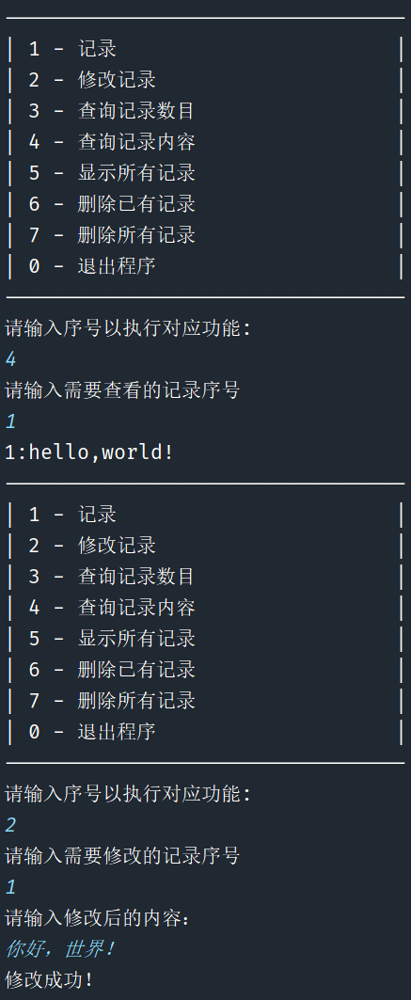 | 1 - 记录 |
| 2 - 修改记录 |
| 3 - 查询记录数目 |
| 4 - 查询记录内容 |
| 5 - 显示所有记录 |
| 6 - 删除已有记录 |
| 7 - 删除所有记录 |
| 0 - 退出程序 |
请输入序号以执行对应功能:
4
请输入需要查看的记录序号
1
1:hello,world!
| 1 - 记录 |
| 2 - 修改记录 |
| 3 - 查询记录数目 |
| 4 - 查询记录内容 |
| 5 - 显示所有记录 |
| 6 - 删除已有记录 |
| 7 - 删除所有记录 |
| 0 - 退出程序 |
请输入序号以执行对应功能:
2
请输入需要修改的记录序号
1
请输入修改后的内容：
你好，世界！
修改成功！